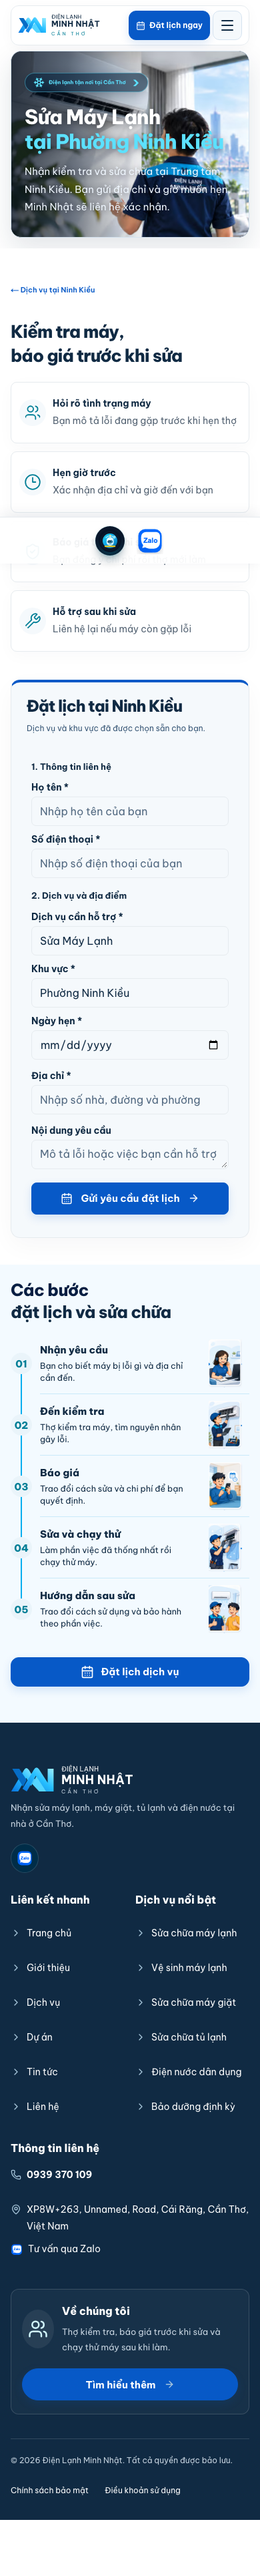 ĐIỆN LẠNH
MINH NHẬT
CẦN THƠ
Đặt lịch ngay
Điện lạnh tận nơi tại Cần Thơ
Sửa Máy Lạnh
tại Phường Ninh Kiều
Nhận kiểm tra và sửa chữa tại Trung tâm
Ninh Kiều. Bạn gửi địa chỉ và giờ muốn hẹn,
Minh Nhật sẽ liên hệ xác nhận.
← Dịch vụ tại Ninh Kiều
Kiểm tra máy,
báo giá trước khi sửa
Hỏi rõ tình trạng máy
Bạn mô tả lỗi đang gặp trước khi hẹn thợ
Hẹn giờ trước
Xác nhận địa chỉ và giờ đến với bạn
Zalo
Hỗ trợ sau khi sửa
Liên hệ lại nếu máy còn gặp lỗi
Đặt lịch tại Ninh Kiều
Dịch vụ và khu vực đã được chọn sẵn cho bạn.
1. Thông tin liên hệ
Họ tên *
Nhập họ tên của bạn
Số điện thoại *
Nhập số điện thoại của bạn
2. Dịch vụ và địa điểm
Dịch vụ cần hỗ trợ *
Sửa Máy Lạnh
Khu vực *
Phường Ninh Kiều
Ngày hẹn *
mm/dd/yyyy
Địa chỉ *
Nhập số nhà, đường và phường
Nội dung yêu cầu
Mô tả lỗi hoặc việc bạn cần hỗ trợ
Gửi yêu cầu đặt lịch →
Các bước
đặt lịch và sửa chữa
01
Nhận yêu cầu
Bạn cho biết máy bị lỗi gì và địa chỉ
cần đến.
02
Đến kiểm tra
Thợ kiểm tra máy, tìm nguyên nhân
gây lỗi.
03
Báo giá
Trao đổi cách sửa và chi phí để bạn
quyết định.
04
Sửa và chạy thử
Làm phần việc đã thống nhất rồi
chạy thử máy.
05
Hướng dẫn sau sửa
Trao đổi cách sử dụng và bảo hành
theo phần việc.
Đặt lịch dịch vụ
ĐIỆN LẠNH
MINH NHẬT
CẦN THƠ
Nhận sửa máy lạnh, máy giặt, tủ lạnh và điện nước tại
nhà ở Cần Thơ.
Zalo
Liên kết nhanh
Trang chủ
Giới thiệu
Dịch vụ
Dự án
Tin tức
Liên hệ
Dịch vụ nổi bật
Sửa chữa máy lạnh
Vệ sinh máy lạnh
Sửa chữa máy giặt
Sửa chữa tủ lạnh
Điện nước dân dụng
Bảo dưỡng định kỳ
Thông tin liên hệ
0939 370 109
XP8W+263, Unnamed, Road, Cái Răng, Cần Thơ,
Việt Nam
Tư vấn qua Zalo
Về chúng tôi
Thợ kiểm tra, báo giá trước khi sửa và
chạy thử máy sau khi làm.
Tìm hiểu thêm →
© 2026 Điện Lạnh Minh Nhật. Tất cả quyền được bảo lưu.
Chính sách bảo mật
Điều khoản sử dụng